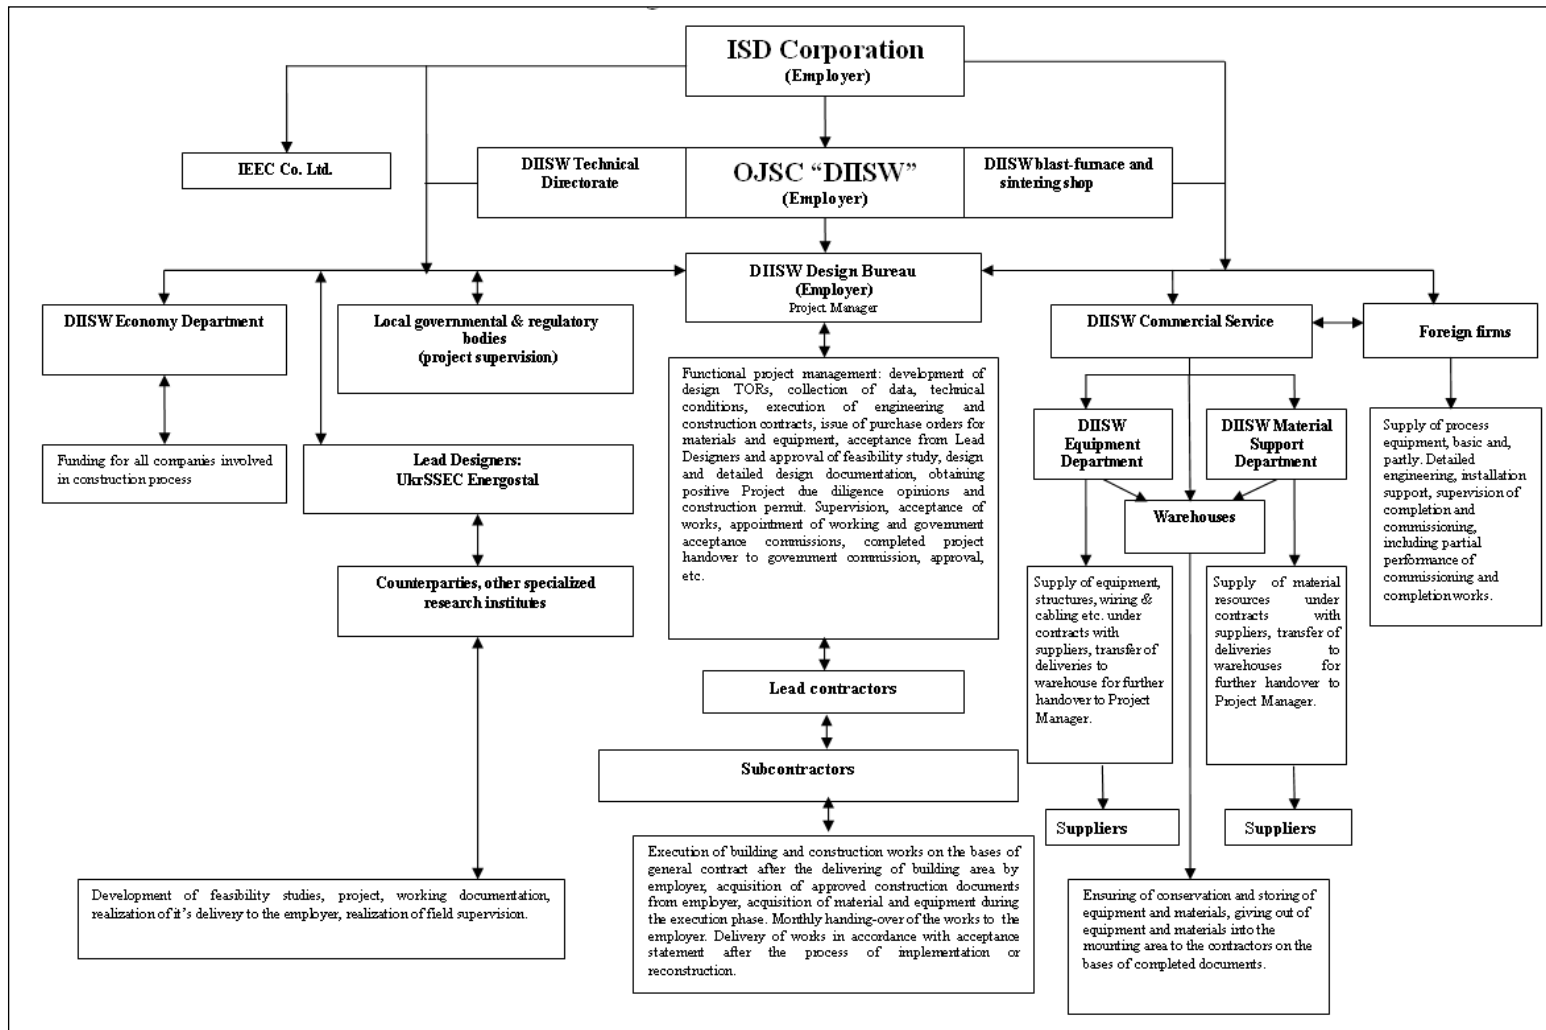 ISD Corporation
(Employer)
IEEC Co. Ltd.
DIISW Technical
Directorate
OJSC “DIISW”
(Employer)
DIISW blast-furnace and
sintering shop
DIISW Design Bureau
(Employer)
Project Manager
DIISW Economy Department
Local governmental & regulatory
bodies
(project supervision)
DIISW Commercial Service
Foreign firms
Functional project management: development of
design TORs, collection of data, technical
conditions, execution of engineering and
construction contracts, issue of purchase orders for
materials and equipment, acceptance from Lead
Designers and approval of feasibility study, design
and detailed design documentation, obtaining
positive Project due diligence opinions and
construction permit. Supervision, acceptance of
works, appointment of working and government
acceptance commissions, completed project
handover to government commission, approval,
etc.
DIISW
Equipment
Department
DIISW Material
Support
Department
Supply of process
equipment, basic and,
partly. Detailed
engineering, installation
support, supervision of
completion and
commissioning,
including partial
performance of
commissioning and
completion works.
Funding for all companies involved
in construction process
Lead Designers:
UkrSSEC Energostal
Warehouses
Counterparties, other specialized
research institutes
Supply of equipment,
structures, wiring &
cabling etc. under
contracts with
suppliers, transfer of
deliveries to
warehouse for further
handover to Project
Manager.
Supply of material
resources under
contracts with
suppliers, transfer of
deliveries to
warehouses for
further handover to
Project Manager.
Lead contractors
Subcontractors
Suppliers
Suppliers
Execution of building and construction works on the bases of
general contract after the delivering of building area by
employer, acquisition of approved construction documents
from employer, acquisition of material and equipment during
the execution phase. Monthly handing-over of the works to the
employer. Delivery of works in accordance with acceptance
statement after the process of implementation or
reconstruction.
Development of feasibility studies, project, working documentation,
realization of it’s delivery to the employer, realization of field supervision.
Ensuring of conservation and storing of
equipment and materials, giving out of
equipment and materials into the
mounting area to the contractors on the
bases of completed documents.